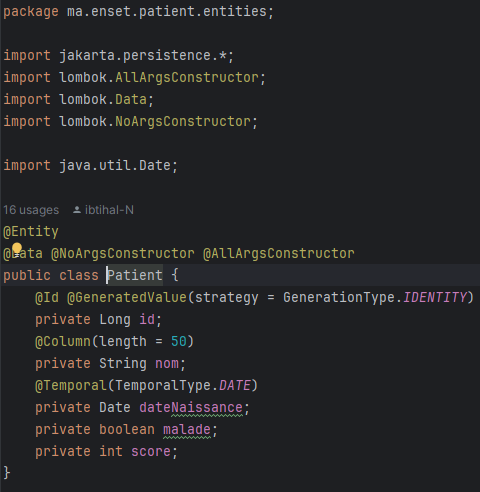 package ma.enset.patient.entities;
import jakarta.persistence.*;
import lombok.AllArgsConstructor;
import lombok.Data;
import lombok.NoArgsConstructor;
import java.util.Date;
16 usages ibtihal-N
@Entity
@Data @NoArgsConstructor @AllArgsConstructor
public class Patient {
@Id @GeneratedValue(strategy = GenerationType.IDENTITY)
private Long id;
@Column(length = 50)
private String nom;
@Temporal(TemporalType.DATE)
private Date dateNaissance;
private boolean malade;
private int score;
}